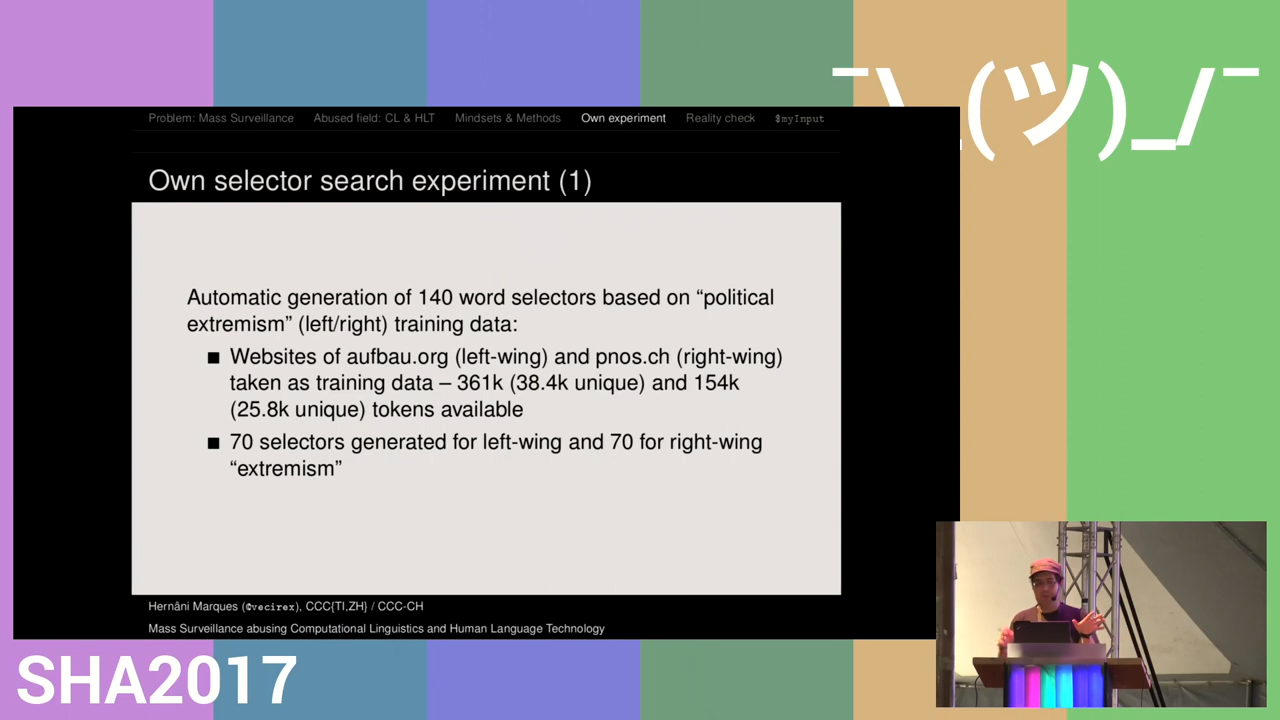 ¯\_(ツ)_/¯
Problem: Mass Surveillance Abused field: CL & HLT Mindsets & Methods Own experiment Reality check $myInput
Own selector search experiment (1)
Automatic generation of 140 word selectors based on “political
extremism” (left/right) training data:
■ Websites of aufbau.org (left-wing) and pnos.ch (right-wing)
taken as training data – 361k (38.4k unique) and 154k
(25.8k unique) tokens available
■ 70 selectors generated for left-wing and 70 for right-wing
“extremism”
Hernâni Marques (@vecirex), CCC{TI,ZH} / CCC-CH
Mass Surveillance abusing Computational Linguistics and Human Language Technology
SHA2017